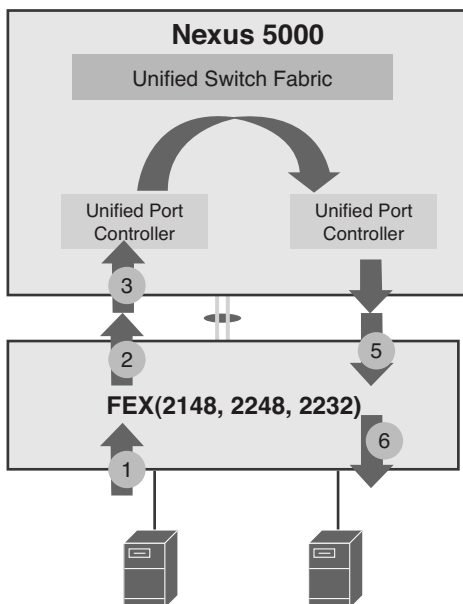 Nexus 5000
Unified Switch Fabric
Unified Port
Controller
Unified Port
Controller
3
2
5
FEX(2148, 2248, 2232)
6
1